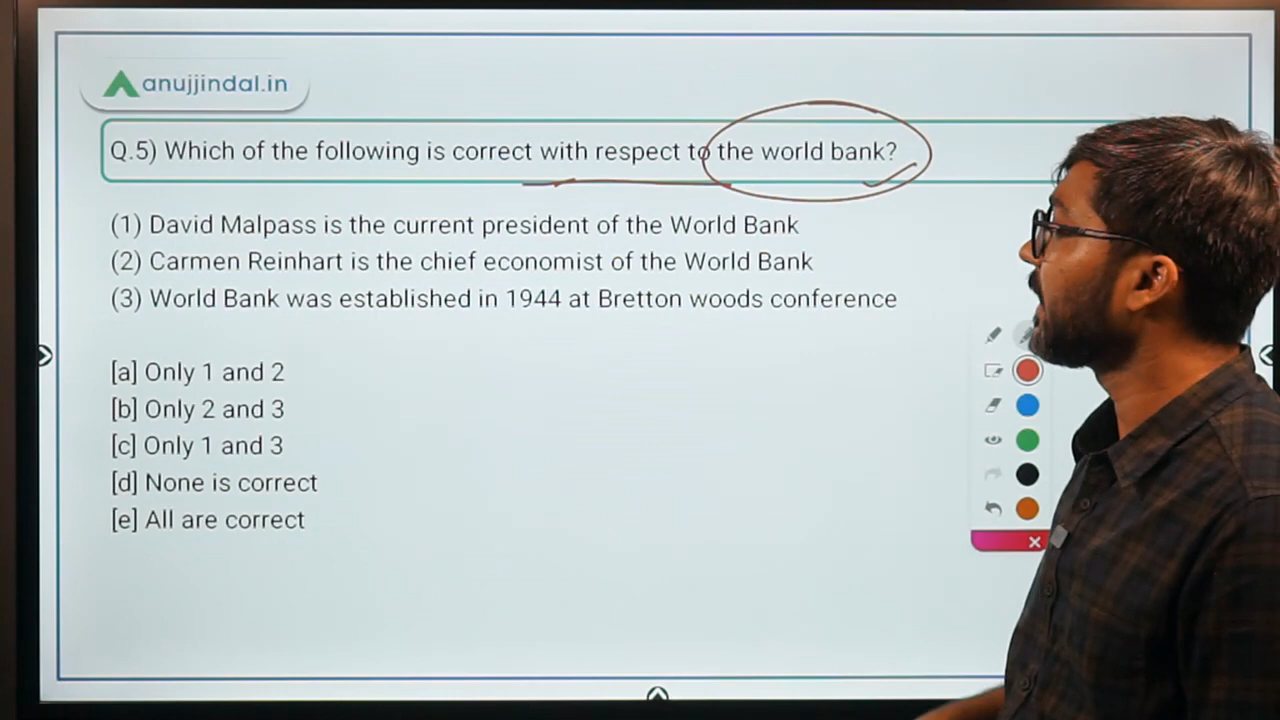 anujjindal.in
Q.5) Which of the following is correct with respect to the world bank?
(1) David Malpass is the current president of the World Bank
(2) Carmen Reinhart is the chief economist of the World Bank
(3) World Bank was established in 1944 at Bretton woods conference
[a] Only 1 and 2
[b] Only 2 and 3
[c] Only 1 and 3
[d] None is correct
[e] All are correct